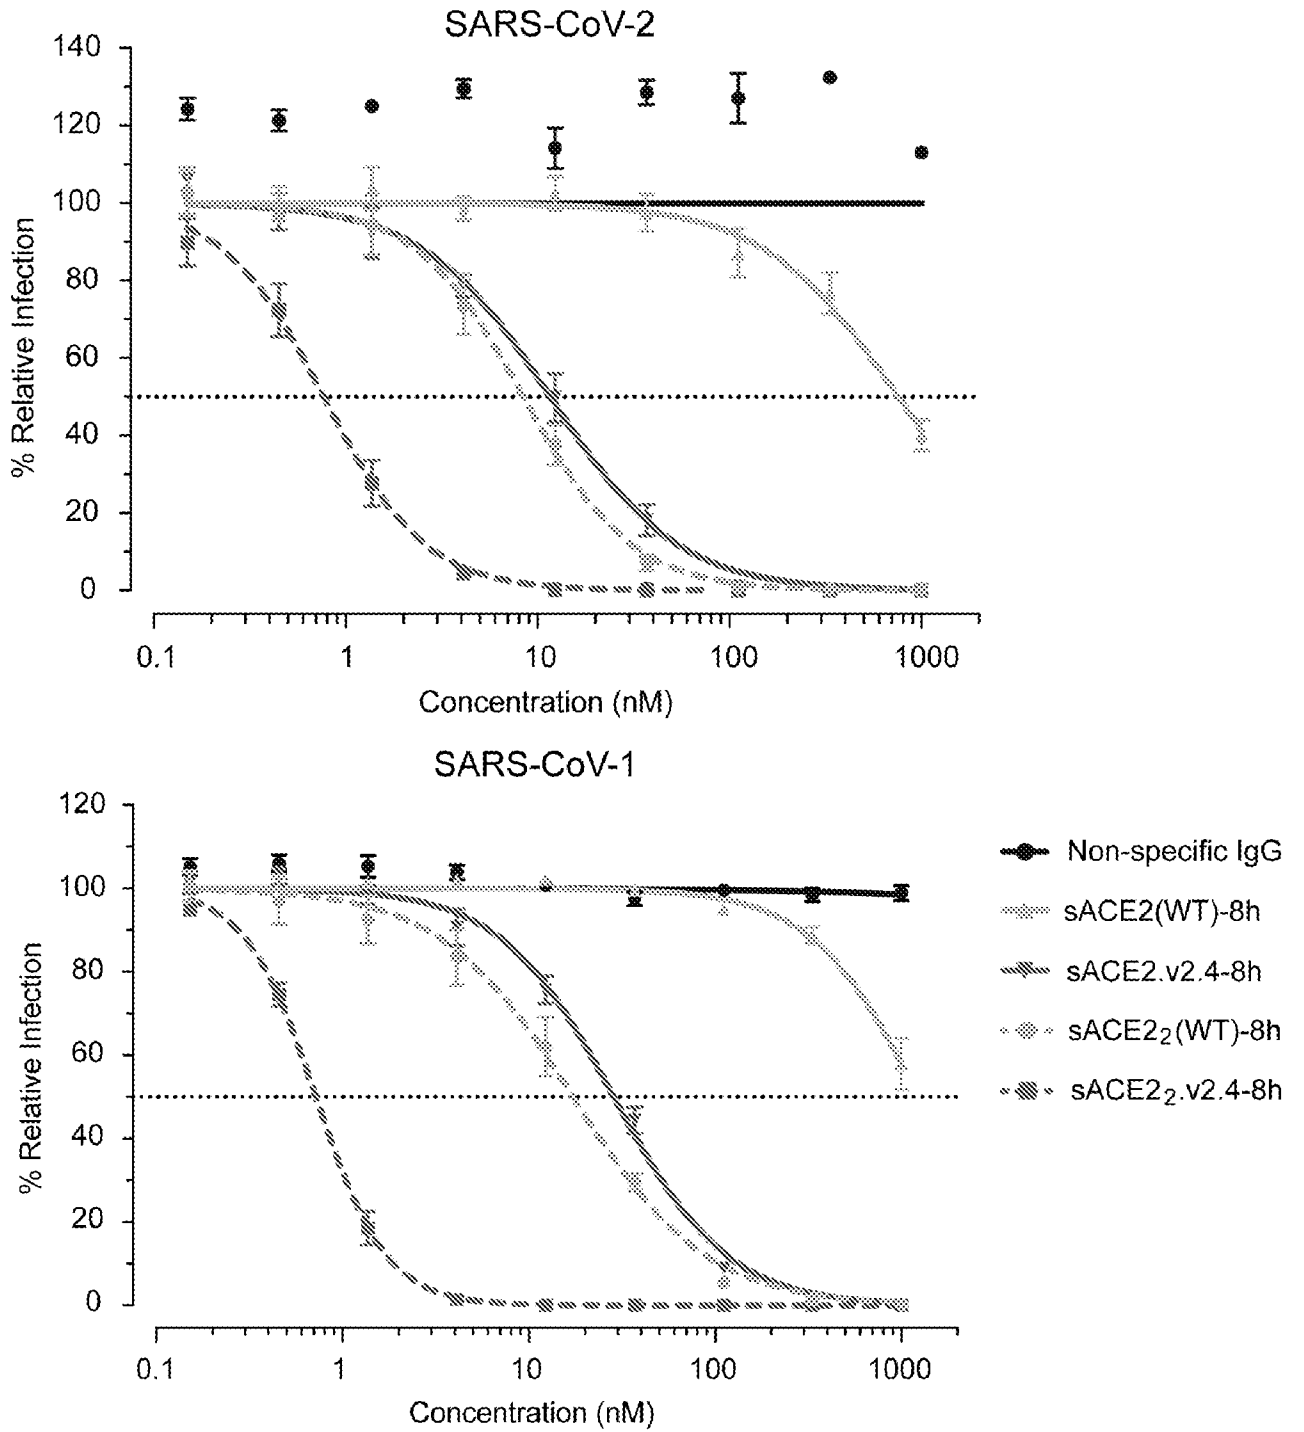 SARS-CoV-2
140
120
100
80
60
40
20
0
% Relative Infection
0.1 1 10 100 1000
Concentration (nM)
SARS-CoV-1
120
100
80
60
40
20
0
% Relative Infection
0.1 1 10 100 1000
Concentration (nM)
Non-specific IgG
sACE2(WT)-8h
sACE2.v2.4-8h
sACE2₂(WT)-8h
sACE2₂.v2.4-8h